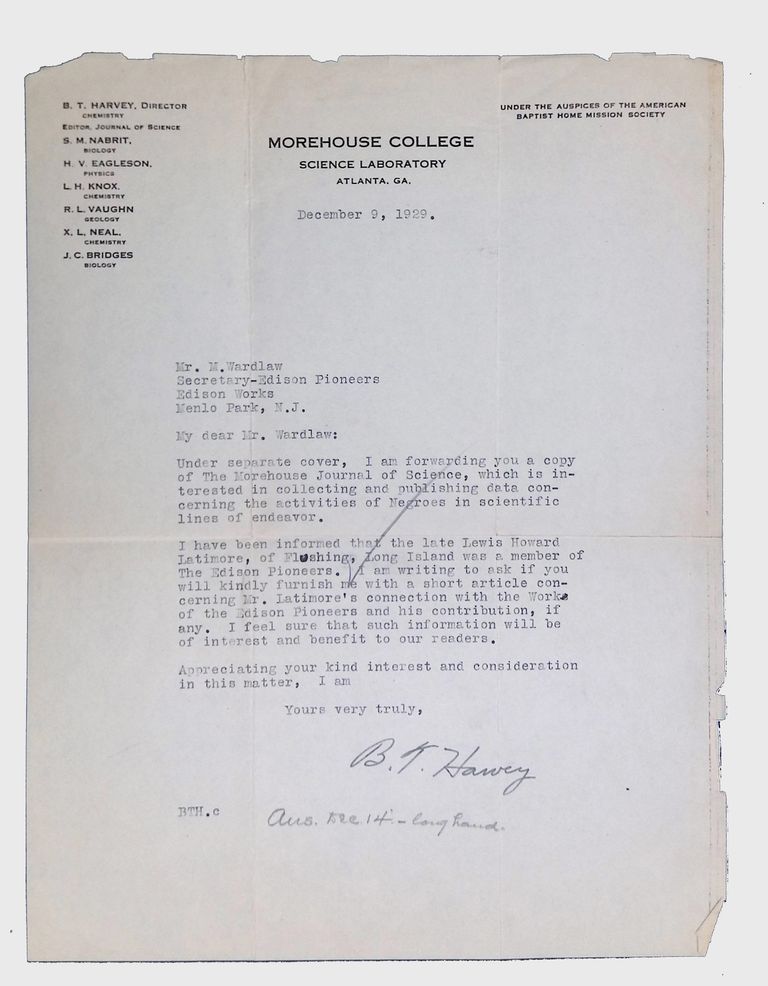 B. T. HARVEY, DIRECTOR
CHEMISTRY
EDITOR, JOURNAL OF SCIENCE
S. M. NABRIT,
BIOLOGY
H. V. EAGLESON,
PHYSICS
L. H. KNOX,
CHEMISTRY
R. L. VAUGHN
GEOLOGY
X. L. NEAL,
CHEMISTRY
J. C. BRIDGES
BIOLOGY
UNDER THE AUSPICES OF THE AMERICAN
BAPTIST HOME MISSION SOCIETY
MOREHOUSE COLLEGE
SCIENCE LABORATORY
ATLANTA, GA.
December 9, 1929.
Mr. M.Wardlaw
Secretary-Edison Pioneers
Edison Works
Menlo Park, N.J.
My dear Mr. Wardlaw:
Under separate cover, I am forwarding you a copy
of The Morehouse Journal of Science, which is in-
terested in collecting and publishing data con-
cerning the activities of Negroes in scientific
lines of endeavor.
I have been informed that the late Lewis Howard
Latimore, of Flushing, Long Island was a member of
The Edison Pioneers. I am writing to ask if you
will kindly furnish me with a short article con-
cerning Mr. Latimore's connection with the Works
of the Edison Pioneers and his contribution, if
any. I feel sure that such information will be
of interest and benefit to our readers.
Appreciating your kind interest and consideration
in this matter, I am
Yours very truly,
B. T. Harvey
BTH.c
Ans. Dec 14 - long hand.